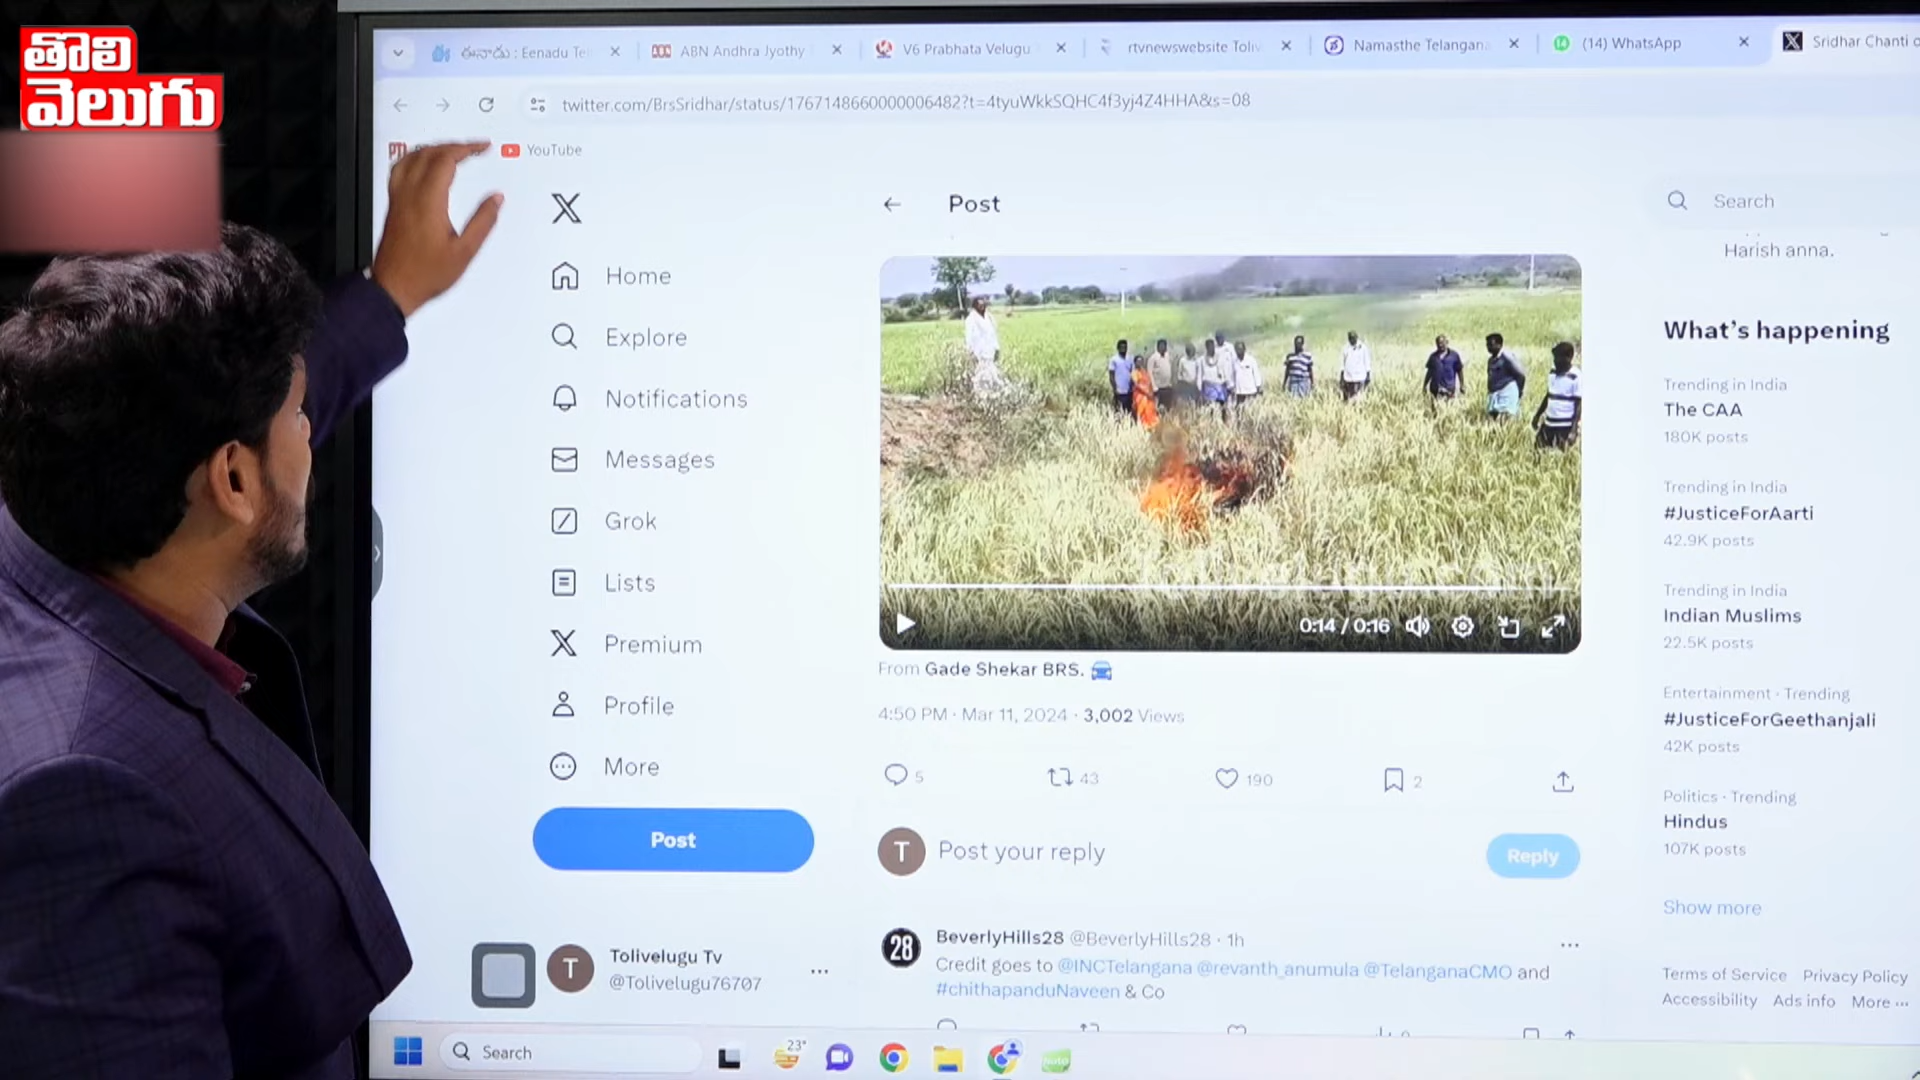 తొలి
వెలుగు
ఈనాడు : Eenadu Te
ABN Andhra Jyothy
V6 Prabhata Velugu
rtvnewswebsite Toliv
Namasthe Telangana
(14) WhatsApp
Sridhar Chanti o
twitter.com/BrsSridhar/status/1767148660000006482?t=4tyuWkkSQHC4f3yj4Z4HHA&s=08
YouTube
Post
Search
Harish anna.
Home
Explore
Notifications
Messages
Grok
Lists
Premium
Profile
More
Post
Tolivelugu Tv
@Tolivelugu76707
0:14 / 0:16
From Gade Shekar BRS.
4:50 PM · Mar 11, 2024 · 3,002 Views
5
43
190
2
T
Post your reply
Reply
28
BeverlyHills28 @BeverlyHills28 · 1h
Credit goes to @INCTelangana @revanth_anumula @TelanganaCMO and
#chithapanduNaveen & Co
What's happening
Trending in India
The CAA
180K posts
Trending in India
#JusticeForAarti
42.9K posts
Trending in India
Indian Muslims
22.5K posts
Entertainment · Trending
#JusticeForGeethanjali
42K posts
Politics · Trending
Hindus
107K posts
Show more
Terms of Service Privacy Policy
Accessibility Ads info More ...
T
Search
23°